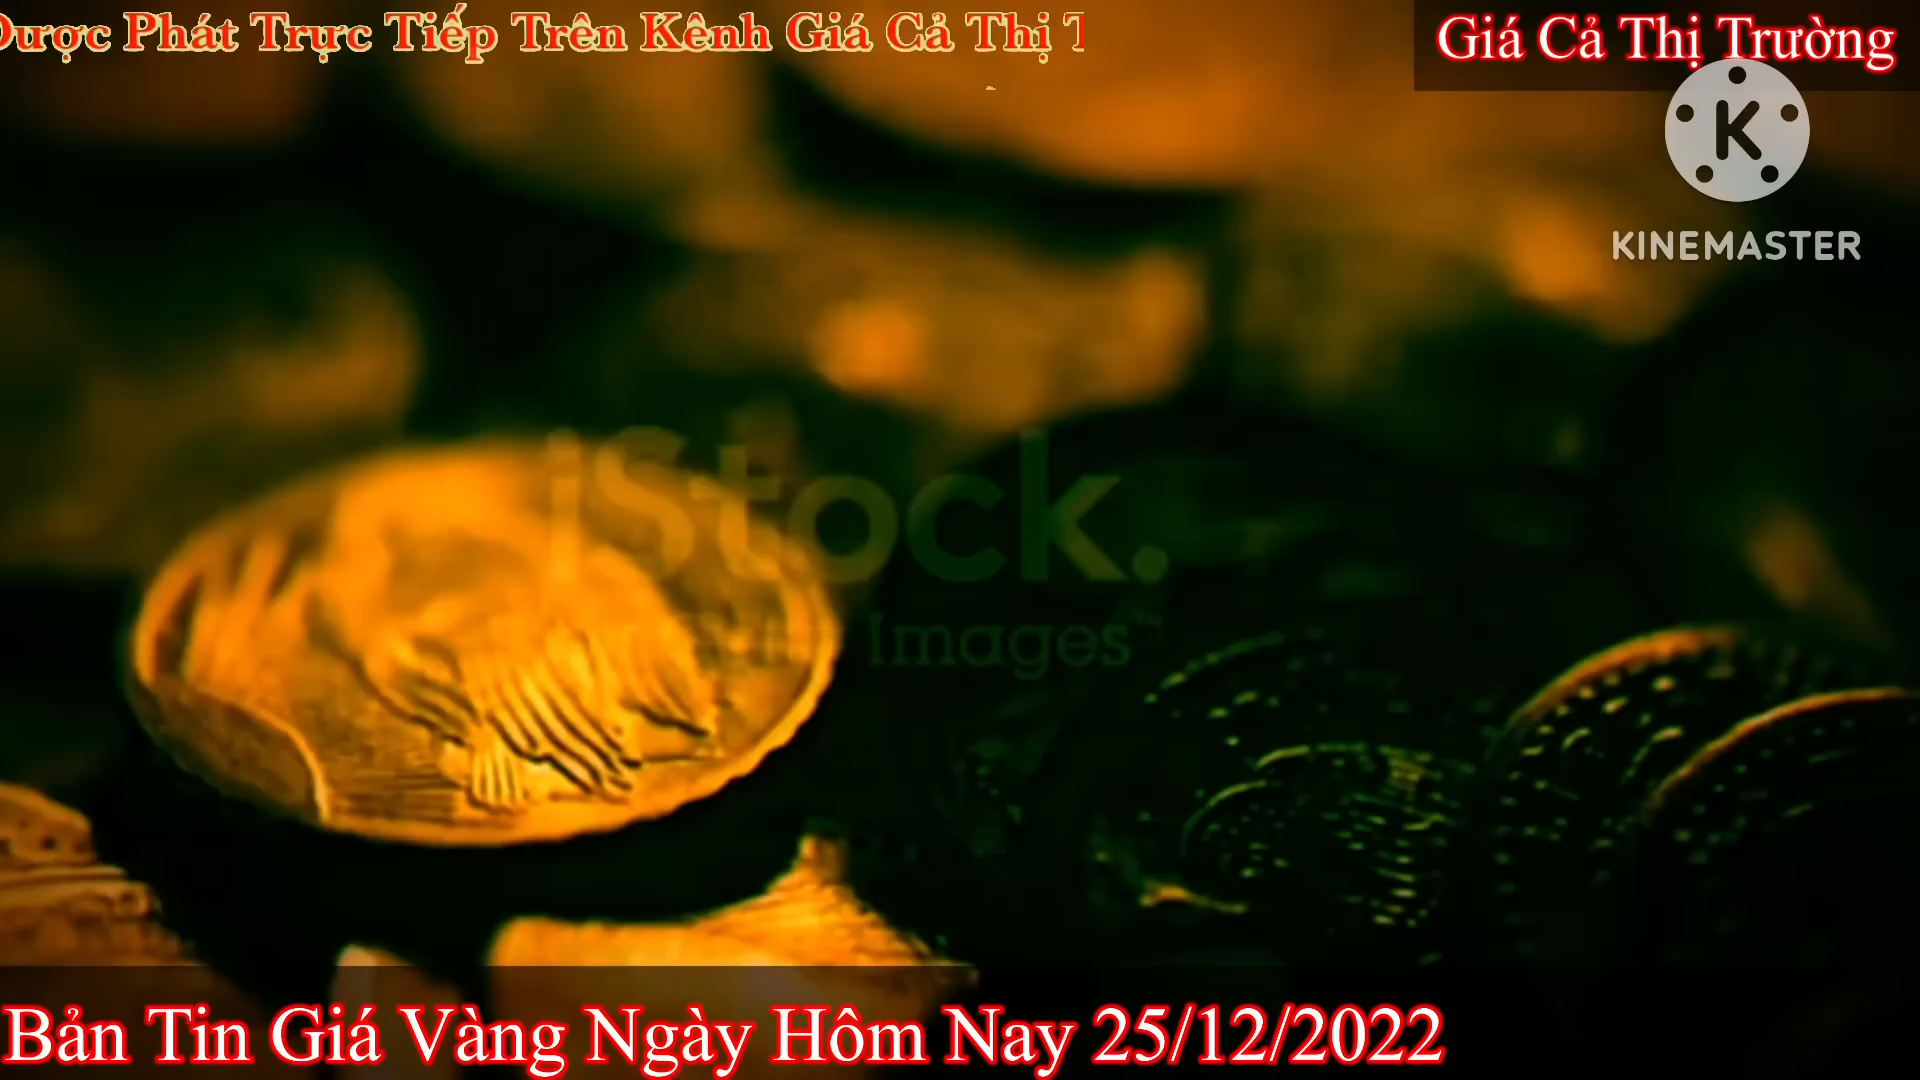 Được Phát Trực Tiếp Trên Kênh Giá Cả Thị
Giá Cả Thị Trường
K
KINEMASTER
iStock.
Images™
Bản Tin Giá Vàng Ngày Hôm Nay 25/12/2022